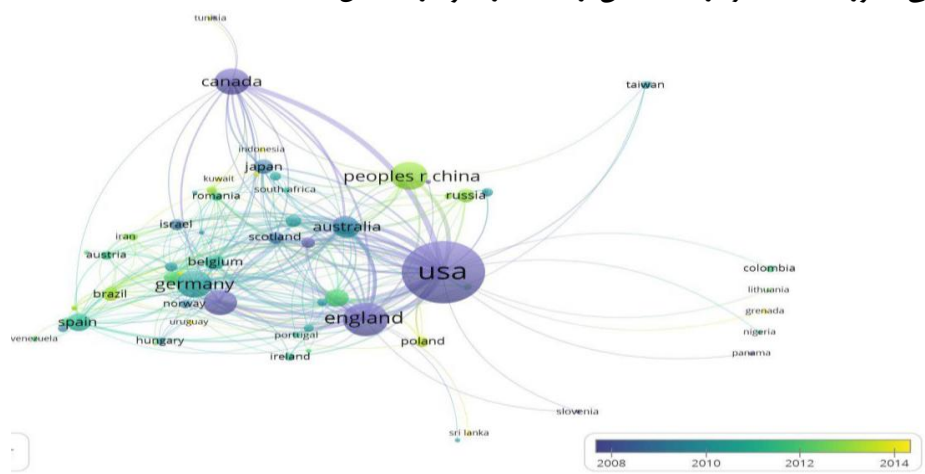 tunisia
canada
taiwan
indonesia
japan
kuwait
peoples r china
south africa
romania
russia
israel
australia
iran
scotland
austria
belgium
usa
colombia
germany
lithuania
brazil
norway
grenada
spain
uruguay
england
nigeria
venezuela
hungary
portugal
poland
ireland
panama
slovenia
sri lanka
2008 2010 2012 2014